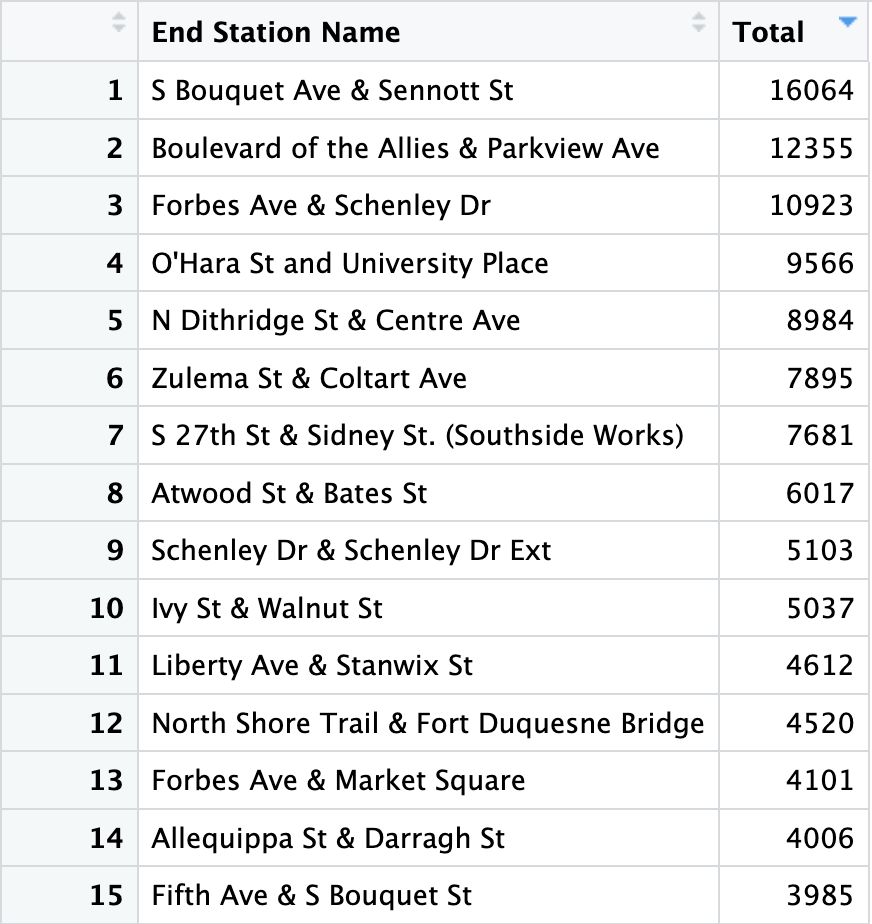 End Station Name Total
1 S Bouquet Ave & Sennott St 16064
2 Boulevard of the Allies & Parkview Ave 12355
3 Forbes Ave & Schenley Dr 10923
4 O'Hara St and University Place 9566
5 N Dithridge St & Centre Ave 8984
6 Zulema St & Coltart Ave 7895
7 S 27th St & Sidney St. (Southside Works) 7681
8 Atwood St & Bates St 6017
9 Schenley Dr & Schenley Dr Ext 5103
10 Ivy St & Walnut St 5037
11 Liberty Ave & Stanwix St 4612
12 North Shore Trail & Fort Duquesne Bridge 4520
13 Forbes Ave & Market Square 4101
14 Allequippa St & Darragh St 4006
15 Fifth Ave & S Bouquet St 3985